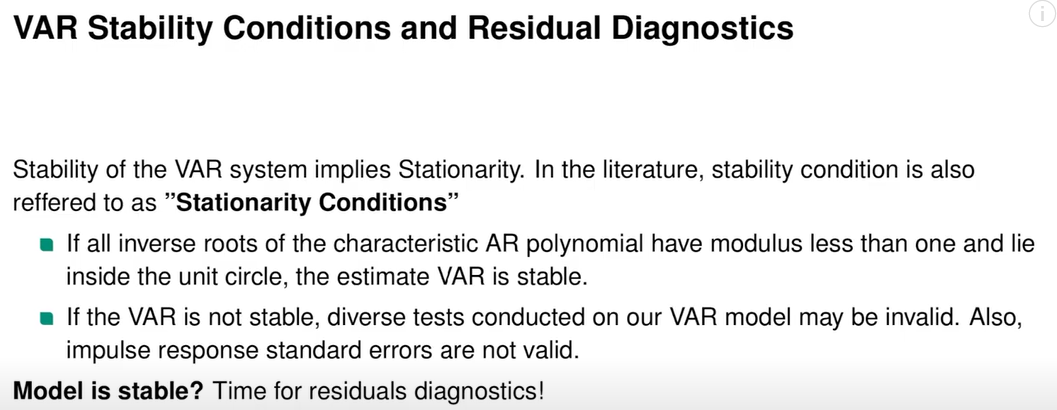 VAR Stability Conditions and Residual Diagnostics
Stability of the VAR system implies Stationarity. In the literature, stability condition is also
reffered to as ”Stationarity Conditions”
If all inverse roots of the characteristic AR polynomial have modulus less than one and lie
inside the unit circle, the estimate VAR is stable.
If the VAR is not stable, diverse tests conducted on our VAR model may be invalid. Also,
impulse response standard errors are not valid.
Model is stable? Time for residuals diagnostics!